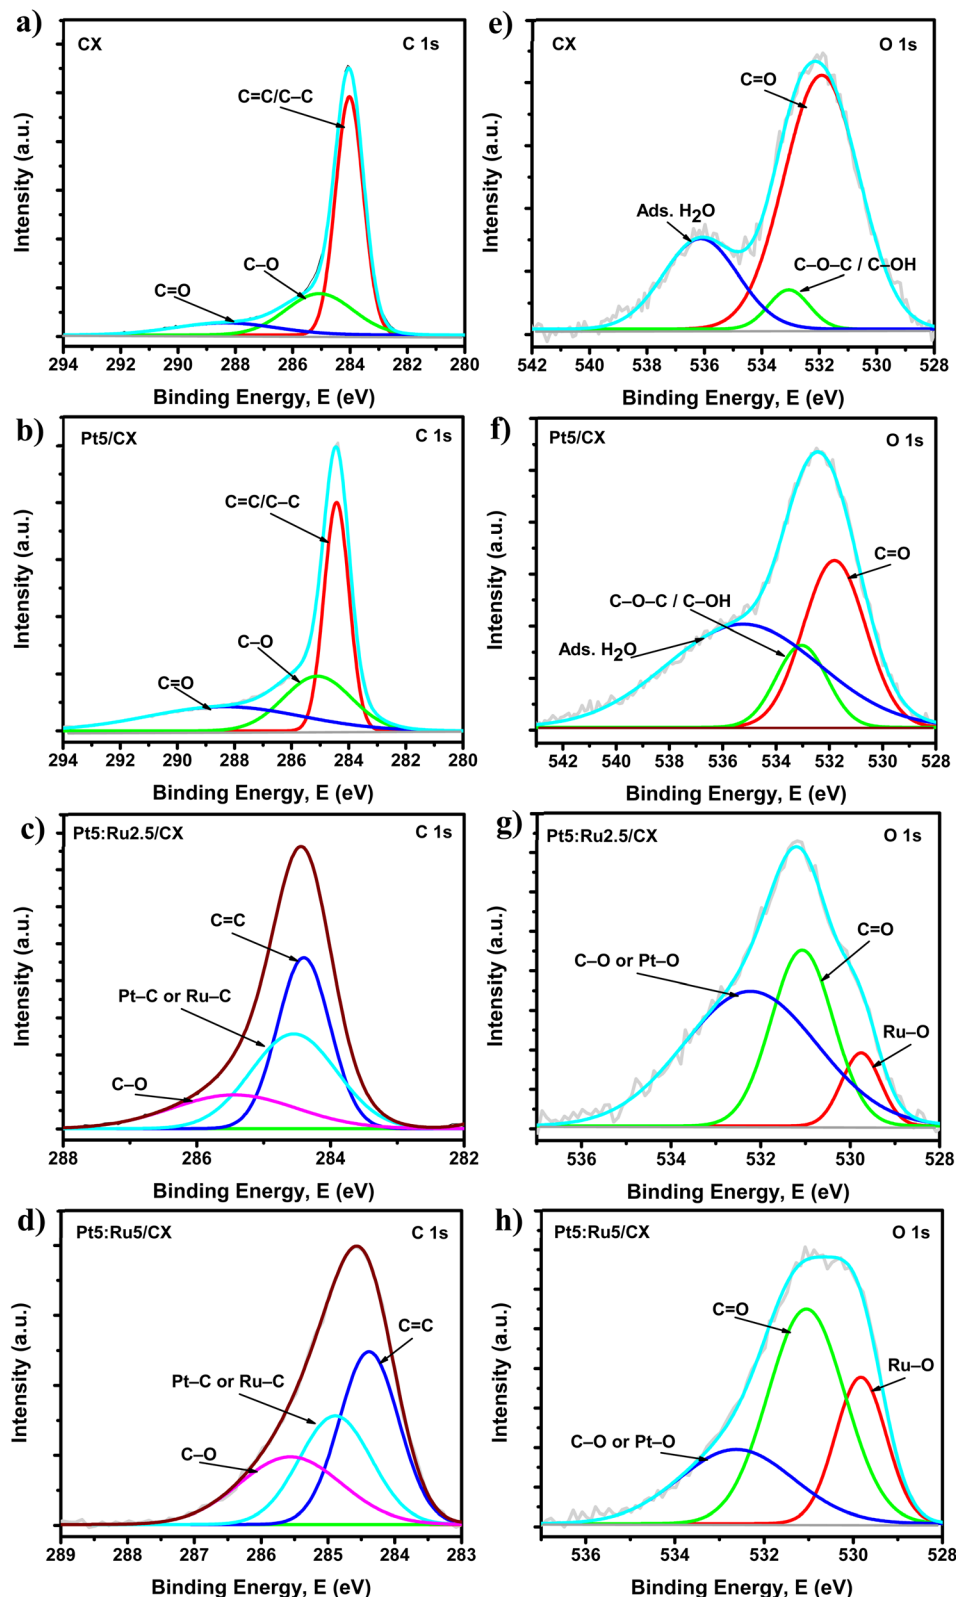 a)
CX
C 1s
C=C/C–C
C–O
C=O
Intensity (a.u.)
294 292 290 288 286 284 282 280
Binding Energy, E (eV)
e)
CX
O 1s
C=O
Ads. H2O
C–O–C / C–OH
Intensity (a.u.)
542 540 538 536 534 532 530 528
Binding Energy, E (eV)
b)
Pt5/CX
C 1s
C=C/C–C
C–O
C=O
Intensity (a.u.)
294 292 290 288 286 284 282 280
Binding Energy, E (eV)
f)
Pt5/CX
O 1s
C=O
C–O–C / C–OH
Ads. H2O
Intensity (a.u.)
542 540 538 536 534 532 530 528
Binding Energy, E (eV)
c)
Pt5:Ru2.5/CX
C 1s
C=C
Pt–C or Ru–C
C–O
Intensity (a.u.)
288 286 284 282
Binding Energy, E (eV)
g)
Pt5:Ru2.5/CX
O 1s
C=O
C–O or Pt–O
Ru–O
Intensity (a.u.)
536 534 532 530 528
Binding Energy, E (eV)
d)
Pt5:Ru5/CX
C 1s
C=C
Pt–C or Ru–C
C–O
Intensity (a.u.)
289 288 287 286 285 284 283
Binding Energy, E (eV)
h)
Pt5:Ru5/CX
O 1s
C=O
Ru–O
C–O or Pt–O
Intensity (a.u.)
536 534 532 530 528
Binding Energy, E (eV)